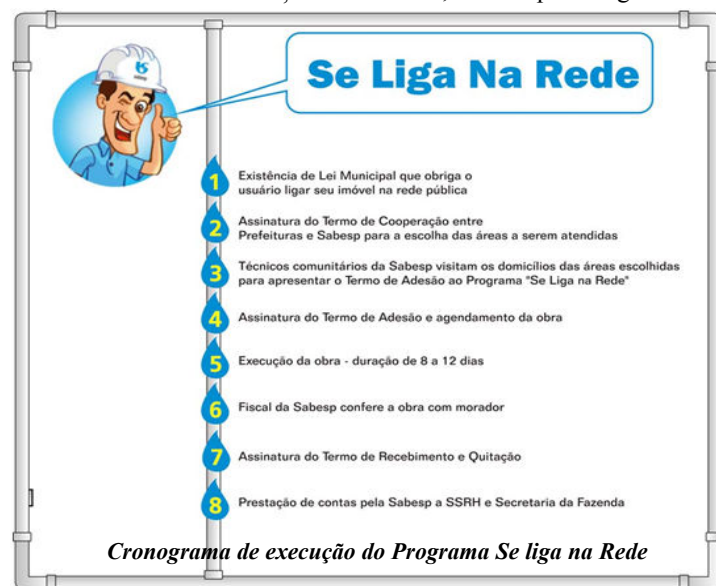 Se Liga Na Rede
1 Existência de Lei Municipal que obriga o
usuário ligar seu imóvel na rede pública
2 Assinatura do Termo de Cooperação entre
Prefeituras e Sabesp para a escolha das áreas a serem atendidas
3 Técnicos comunitários da Sabesp visitam os domicílios das áreas escolhidas
para apresentar o Termo de Adesão ao Programa "Se Liga na Rede"
4 Assinatura do Termo de Adesão e agendamento da obra
5 Execução da obra - duração de 8 a 12 dias
6 Fiscal da Sabesp confere a obra com morador
7 Assinatura do Termo de Recebimento e Quitação
8 Prestação de contas pela Sabesp a SSRH e Secretaria da Fazenda
Cronograma de execução do Programa Se liga na Rede